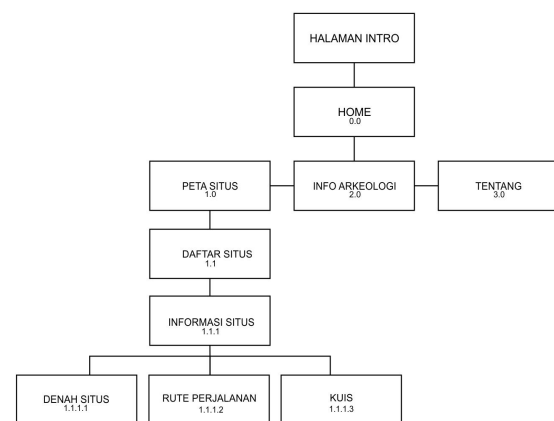 HALAMAN INTRO
HOME
0.0
PETA SITUS
1.0
INFO ARKEOLOGI
2.0
TENTANG
3.0
DAFTAR SITUS
1.1
INFORMASI SITUS
1.1.1
DENAH SITUS
1.1.1.1
RUTE PERJALANAN
1.1.1.2
KUIS
1.1.1.3